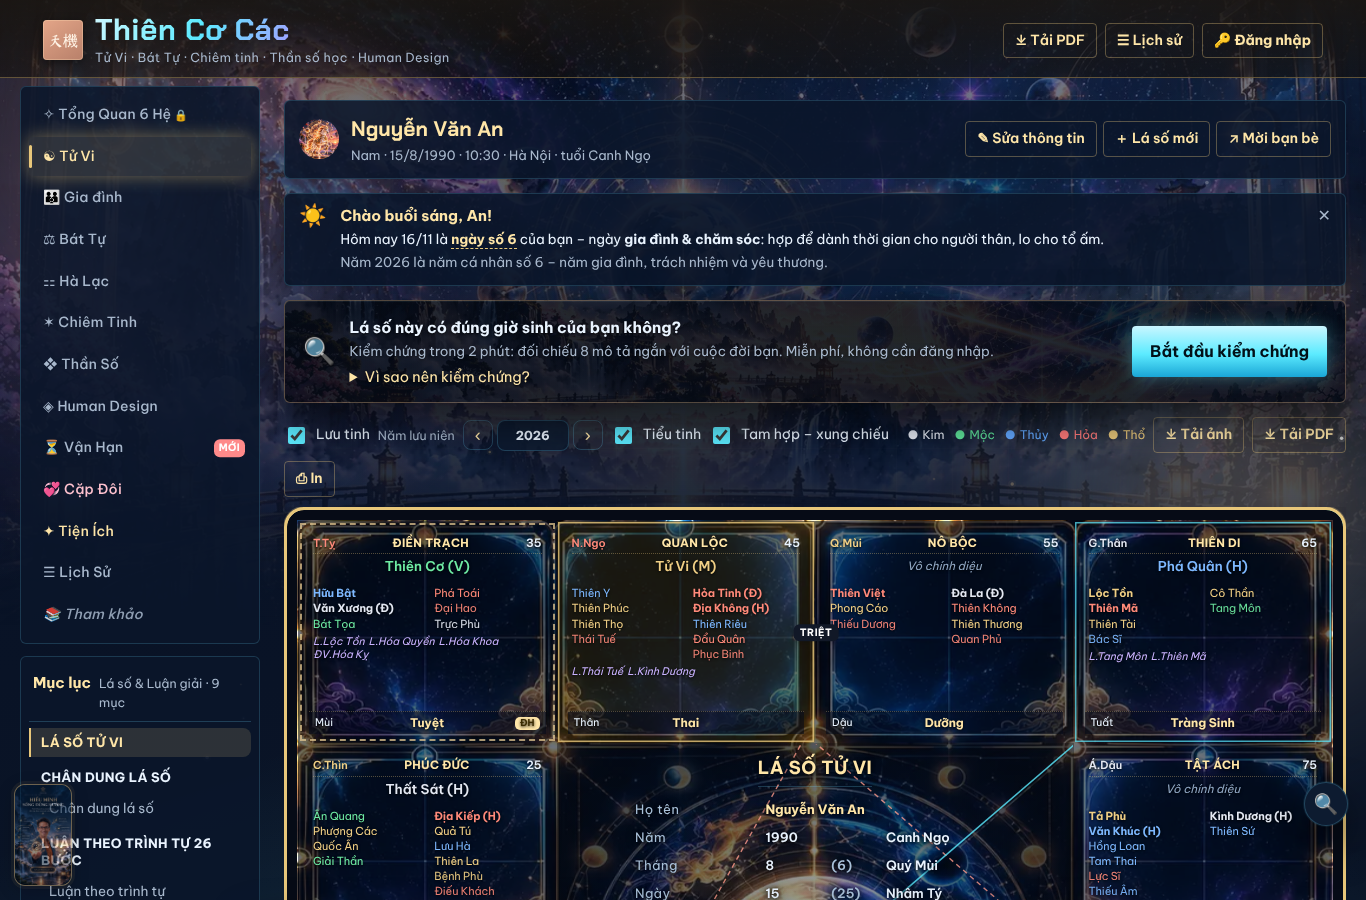 天機
Thiên Cơ Các
Tử Vi · Bát Tự · Chiêm tinh · Thần số học · Human Design
Tải PDF
Lịch sử
Đăng nhập
Tổng Quan 6 Hệ
Tử Vi
Gia đình
Bát Tự
Hà Lạc
Chiêm Tinh
Thần Số
Human Design
Vận Hạn MỚI
Cặp Đôi
Tiện Ích
Lịch Sử
Tham khảo
Mục lục Lá số & Luận giải · 9 mục
LÁ SỐ TỬ VI
CHÂN DUNG LÁ SỐ
Chân dung lá số
LUẬN THEO TRÌNH TỰ 26 BƯỚC
Luận theo trình tự
Nguyễn Văn An
Nam · 15/8/1990 · 10:30 · Hà Nội · tuổi Canh Ngọ
Sửa thông tin
+ Lá số mới
Mời bạn bè
Chào buổi sáng, An!
Hôm nay 16/11 là ngày số 6 của bạn – ngày gia đình & chăm sóc: hợp để dành thời gian cho người thân, lo cho tổ ấm.
Năm 2026 là năm cá nhân số 6 – năm gia đình, trách nhiệm và yêu thương.
Lá số này có đúng giờ sinh của bạn không?
Kiểm chứng trong 2 phút: đối chiếu 8 mô tả ngắn với cuộc đời bạn. Miễn phí, không cần đăng nhập.
Vì sao nên kiểm chứng?
Bắt đầu kiểm chứng
Lưu tinh Năm lưu niên ‹ 2026 › Tiểu tinh Tam hợp – xung chiếu Kim Mộc Thủy Hỏa Thổ Tải ảnh Tải PDF
In
T.Tỵ ĐIỀN TRẠCH 35
Thiên Cơ (V)
Hữu Bật Phá Toái
Văn Xương (Đ) Đại Hao
Bát Tọa Trực Phù
L.Lộc Tồn L.Hóa Quyền L.Hóa Khoa
ĐV.Hóa Kỵ
Mùi Tuyệt ĐH
N.Ngọ QUAN LỘC 45
Tử Vi (M)
Thiên Y Hỏa Tinh (Đ)
Thiên Phúc Địa Không (H)
Thiên Thọ Thiên Riêu
Thái Tuế Đẩu Quân
Phục Binh
L.Thái Tuế L.Kình Dương
Thân Thai
TRIỆT
Q.Mùi NÔ BỘC 55
Vô chính diệu
Thiên Việt Đà La (Đ)
Phong Cáo Thiên Không
Thiếu Dương Thiên Thương
Quan Phủ
Dậu Dưỡng
G.Thân THIÊN DI 65
Phá Quân (H)
Lộc Tồn Cô Thần
Thiên Mã Tang Môn
Thiên Tài
Bác Sĩ
L.Tang Môn L.Thiên Mã
Tuất Tràng Sinh
C.Thìn PHÚC ĐỨC 25
Thất Sát (H)
Ân Quang Địa Kiếp (H)
Phượng Các Quả Tú
Quốc Ấn Lưu Hà
Giải Thần Thiên La
Bệnh Phù
Điếu Khách
LÁ SỐ TỬ VI
Họ tên Nguyễn Văn An
Năm 1990 Canh Ngọ
Tháng 8 (6) Quý Mùi
Ngày 15 (25) Nhâm Tý
Á.Dậu TẬT ÁCH 75
Vô chính diệu
Tả Phù Kình Dương (H)
Văn Khúc (H) Thiên Sứ
Hồng Loan
Tam Thai
Lực Sĩ
Thiếu Âm